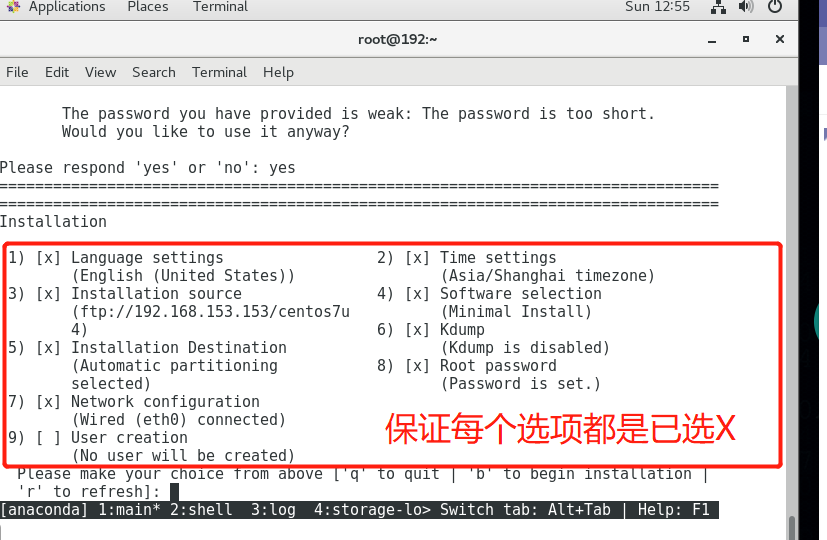 Applications Places Terminal Sun 12:55
root@192:~
File Edit View Search Terminal Help
The password you have provided is weak: The password is too short.
Would you like to use it anyway?
Please respond 'yes' or 'no': yes
================================================================================
================================================================================
Installation
1) [x] Language settings 2) [x] Time settings
(English (United States)) (Asia/Shanghai timezone)
3) [x] Installation source 4) [x] Software selection
(ftp://192.168.153.153/centos7u (Minimal Install)
4) 6) [x] Kdump
5) [x] Installation Destination (Kdump is disabled)
(Automatic partitioning 8) [x] Root password
selected) (Password is set.)
7) [x] Network configuration
(Wired (eth0) connected)
保证每个选项都是已选X
9) [ ] User creation
(No user will be created)
Please make your choice from above ['q' to quit | 'b' to begin installation |
'r' to refresh]:
[anaconda] 1:main* 2:shell 3:log 4:storage-lo> Switch tab: Alt+Tab | Help: F1